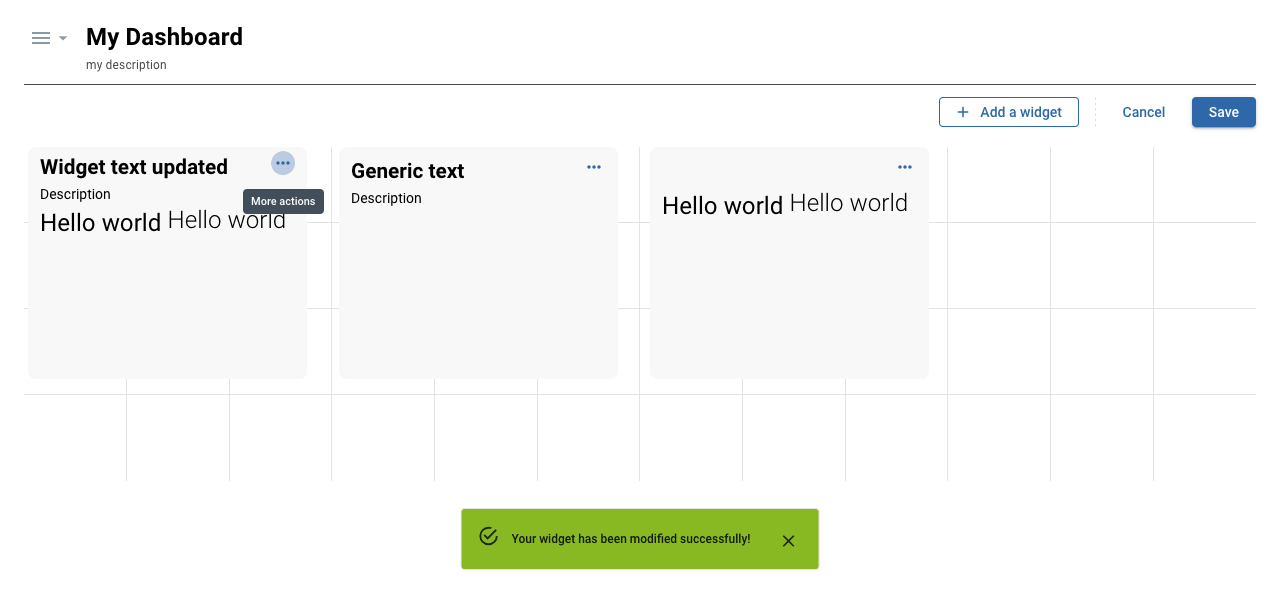 My Dashboard
my description
Add a widget
Cancel
Save
Widget text updated
Description
More actions
Hello world Hello world
Generic text
Description
Hello world Hello world
Your widget has been modified successfully!